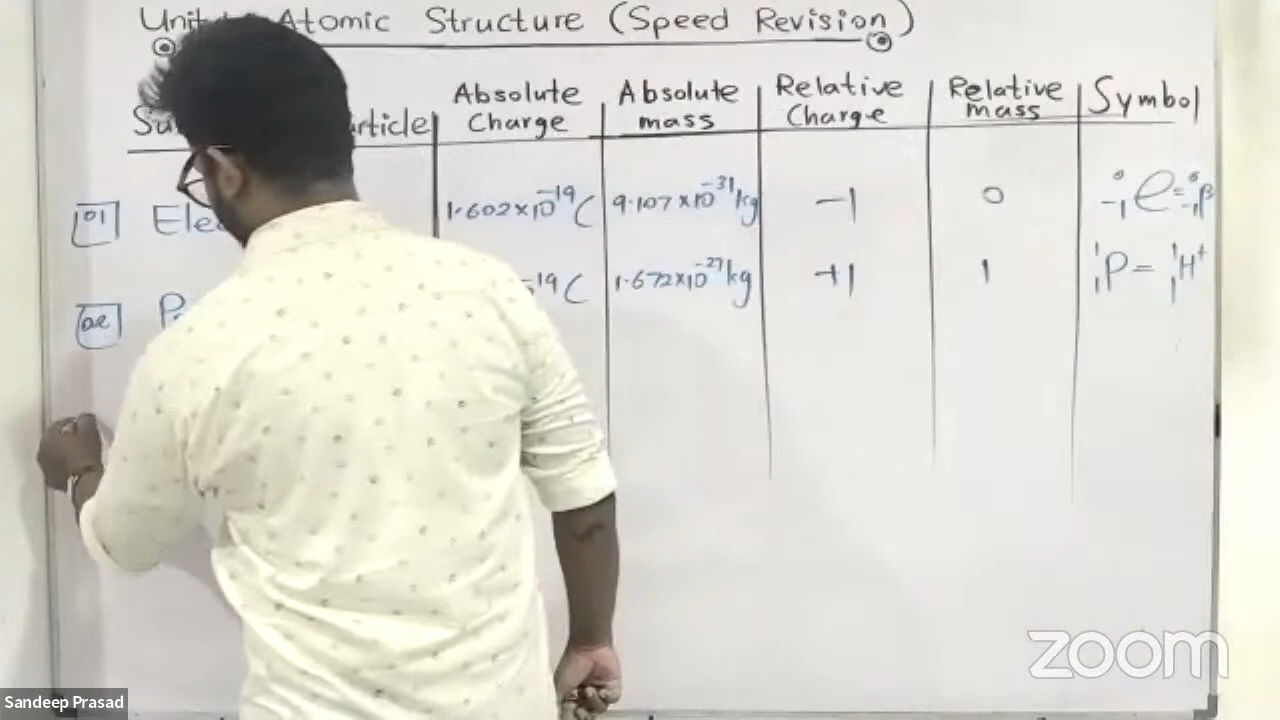 Unit Atomic Structure (Speed Revision)
Absolute Charge Absolute mass Relative Charge Relative Mass Symbol
01 1.602×10⁻¹⁹C 9.107×10⁻³¹kg −1 0 ⁰₋₁e=⁰₋₁β
02 ⁻¹⁹C 1.672×10⁻²⁷kg +1 1 ¹₁P=¹₁H⁺
zoom
Sandeep Prasad